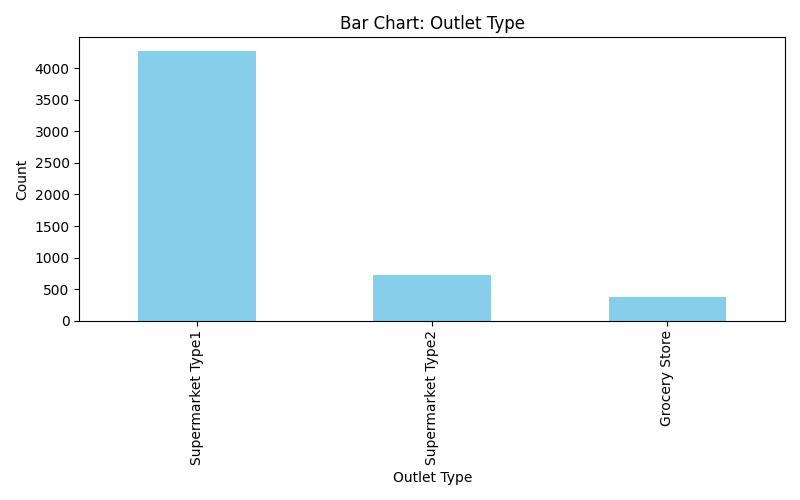 Bar Chart: Outlet Type
Count
4000
3500
3000
2500
2000
1500
1000
500
0
Supermarket Type1
Supermarket Type2
Grocery Store
Outlet Type